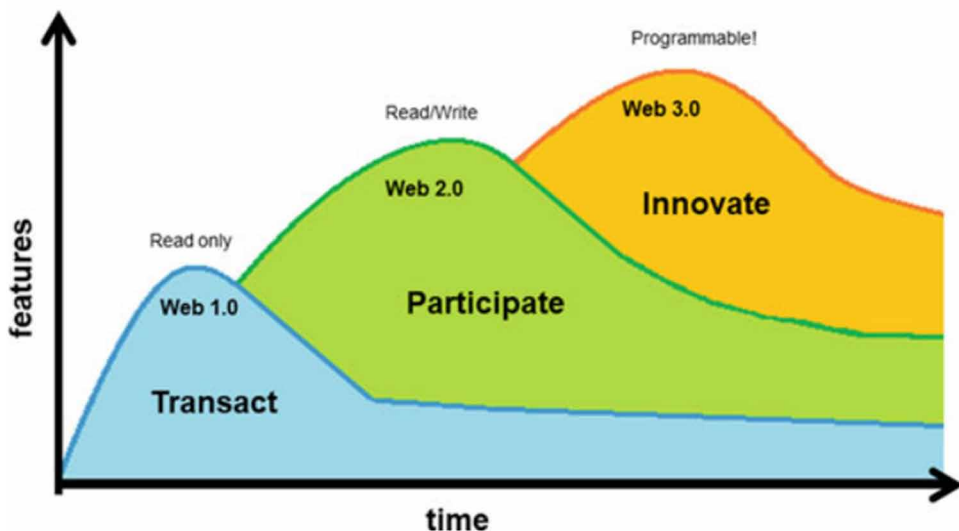 Programmable!
Web 3.0
Innovate
Read/Write
Web 2.0
Participate
Read only
Web 1.0
Transact
features
time